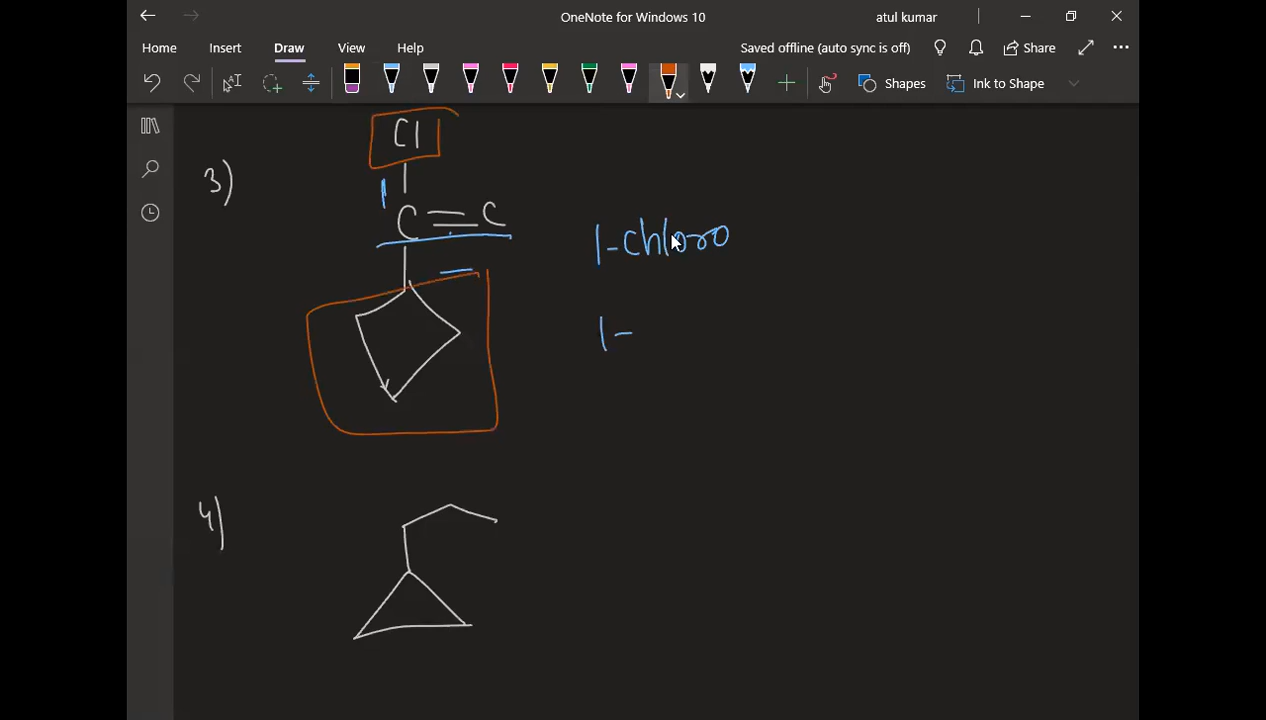 OneNote for Windows 10
atul kumar
Home Insert Draw View Help
Saved offline (auto sync is off)
Share
Shapes
Ink to Shape
Cl
3)
1
C = C
1-chloro
1-
4)